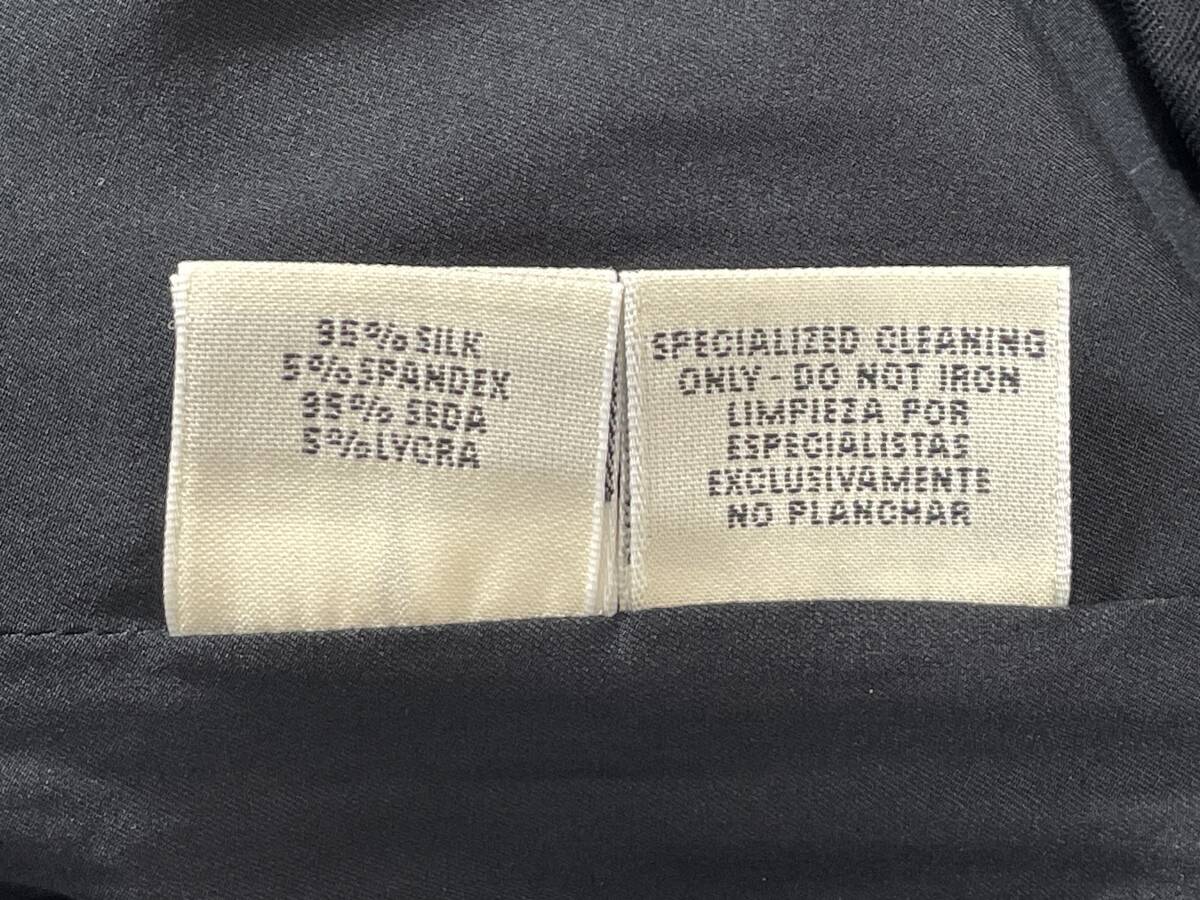 95% SILK
5% SPANDEX
95% SEDA
5% LYCRA
SPECIALIZED CLEANING
ONLY - DO NOT IRON
LIMPIEZA POR
ESPECIALISTAS
EXCLUSIVAMENTE
NO PLANCHAR